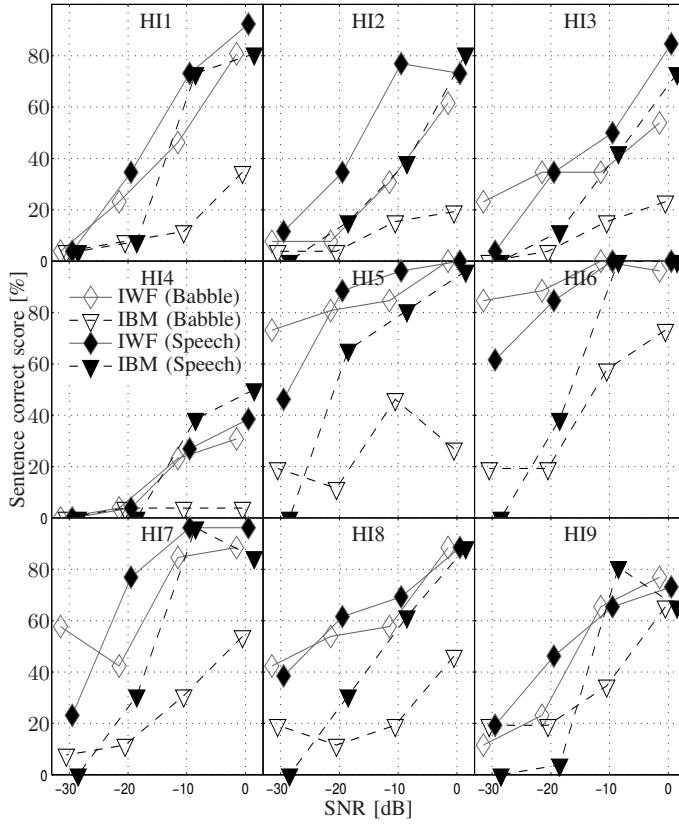 HI1 HI2 HI3
80
60
40
20
0
HI4 HI5 HI6
IWF (Babble)
IBM (Babble)
IWF (Speech)
IBM (Speech)
80
60
40
20
0
HI7 HI8 HI9
80
60
40
20
0
−30 −20 −10 0 −30 −20 −10 0 −30 −20 −10 0
Sentence correct score [%]
SNR [dB]